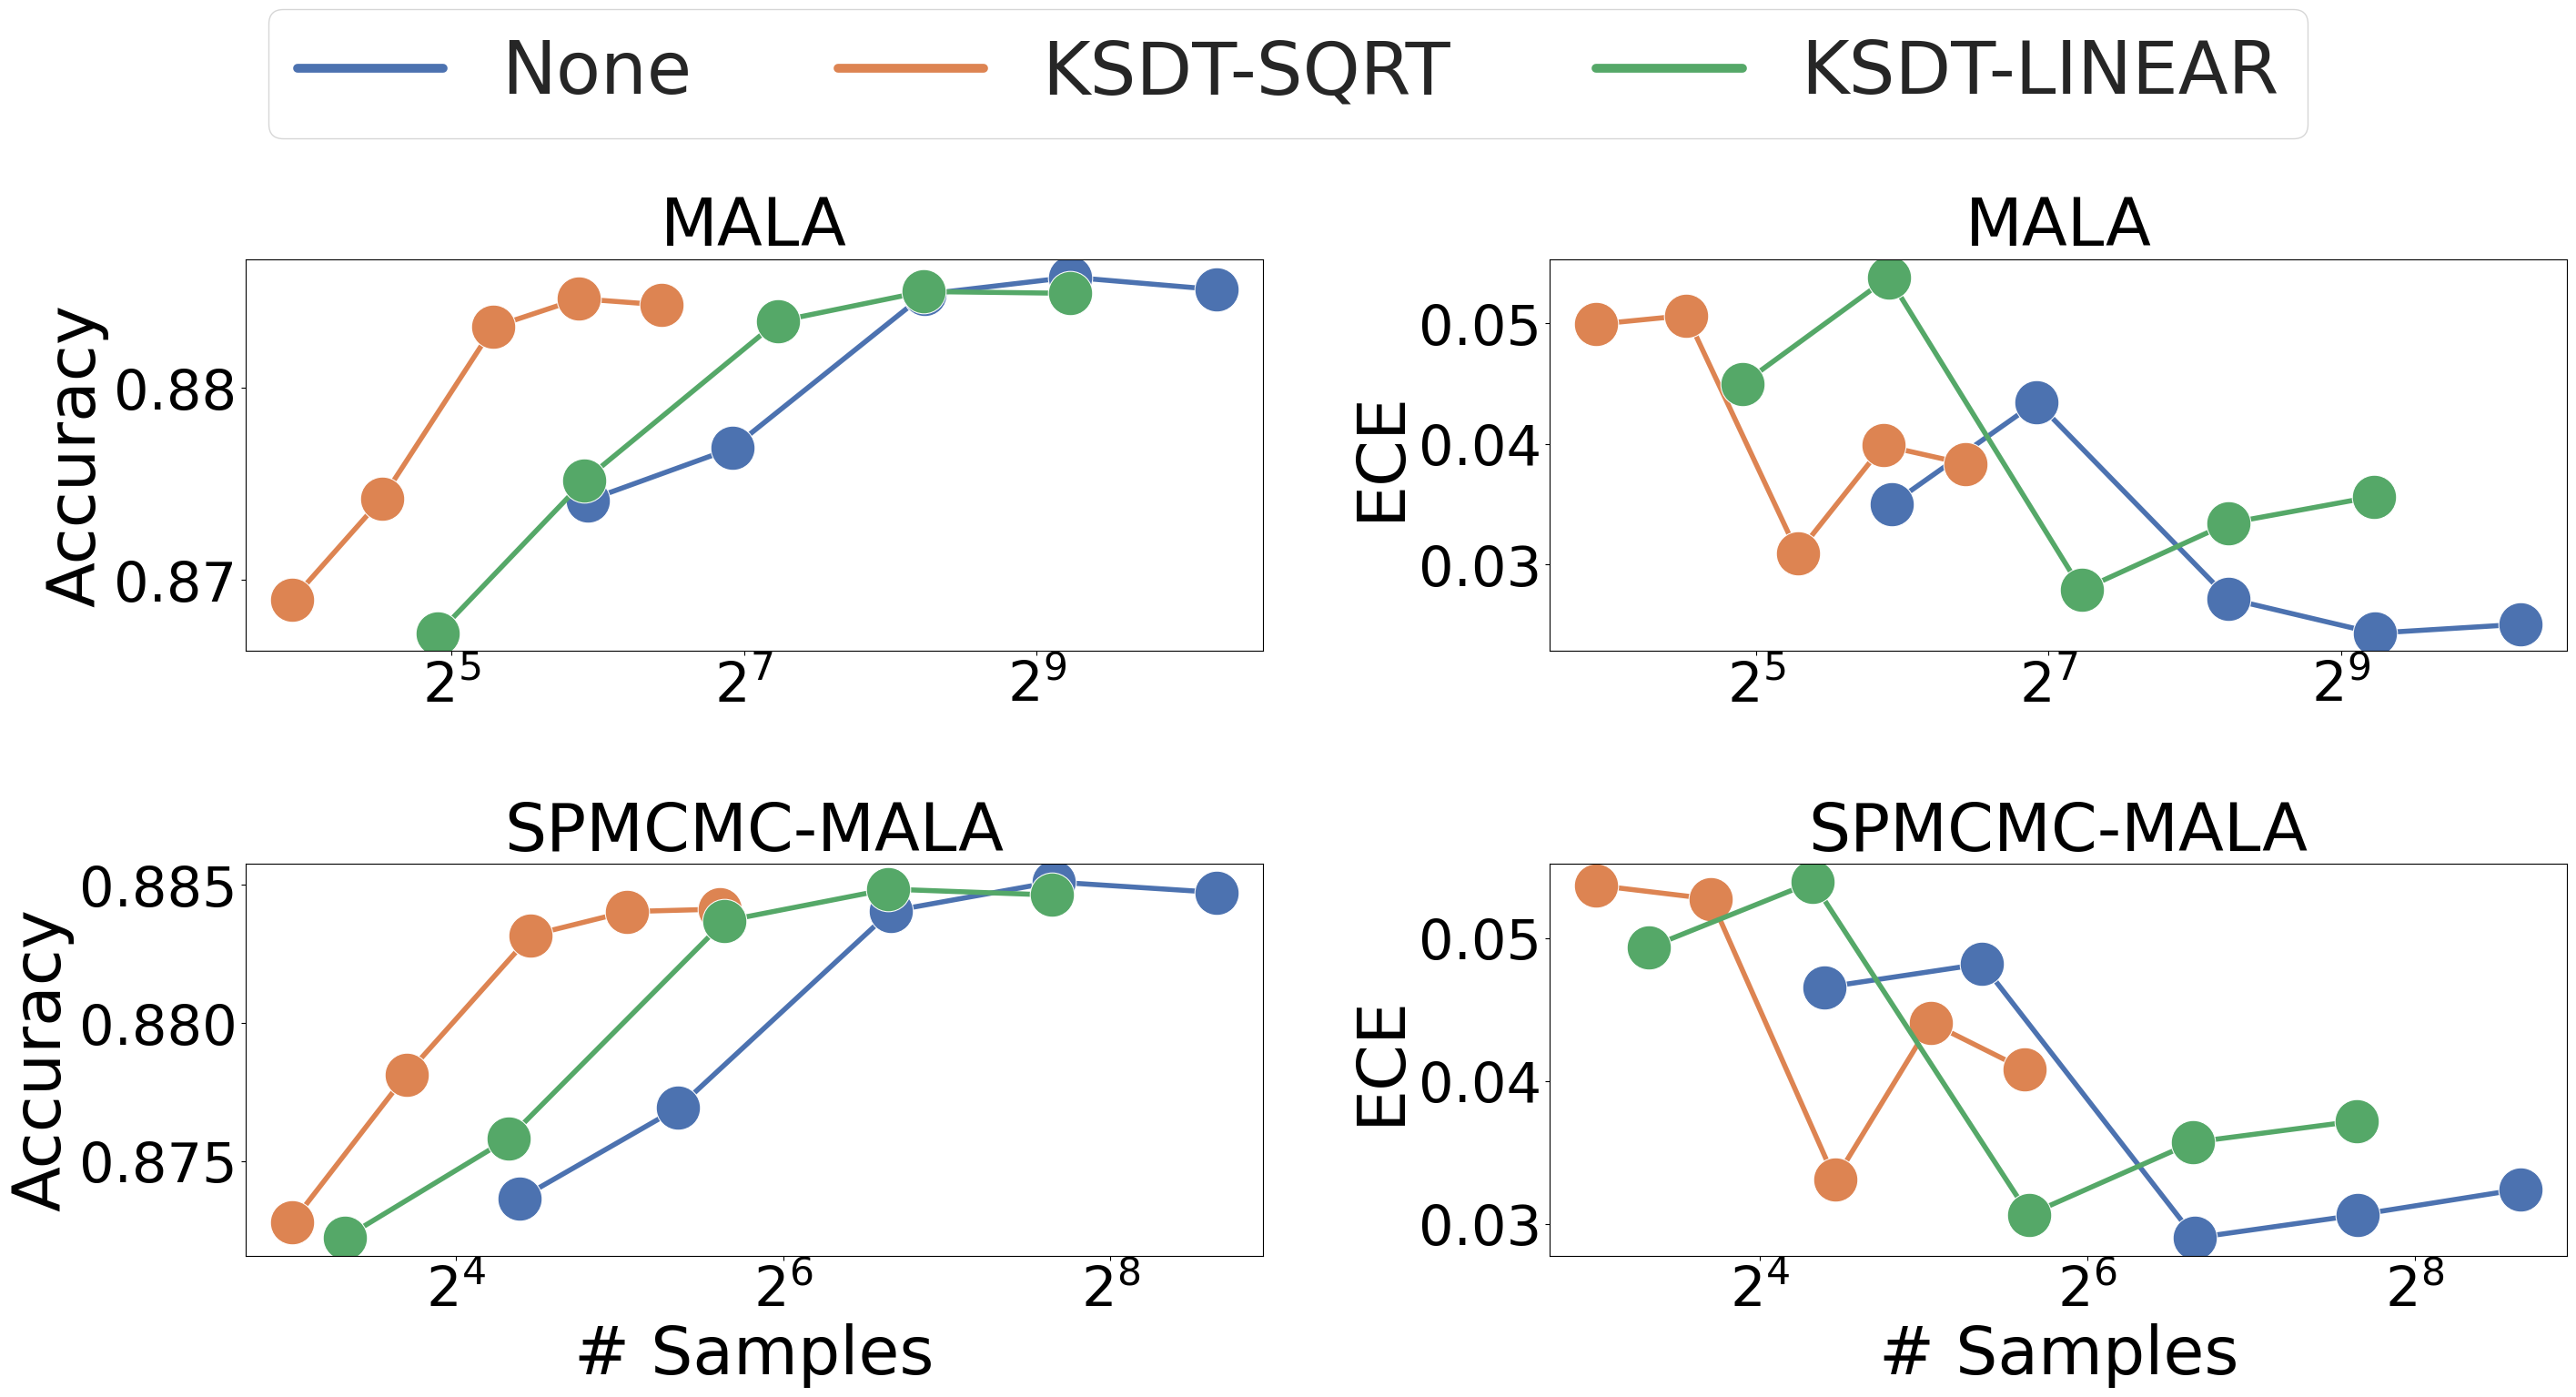 None KSDT-SQRT KSDT-LINEAR
MALA
Accuracy
0.88
0.87
2^5 2^7 2^9
MALA
ECE
0.05
0.04
0.03
2^5 2^7 2^9
SPMCMC-MALA
Accuracy
0.885
0.880
0.875
2^4 2^6 2^8
# Samples
SPMCMC-MALA
ECE
0.05
0.04
0.03
2^4 2^6 2^8
# Samples